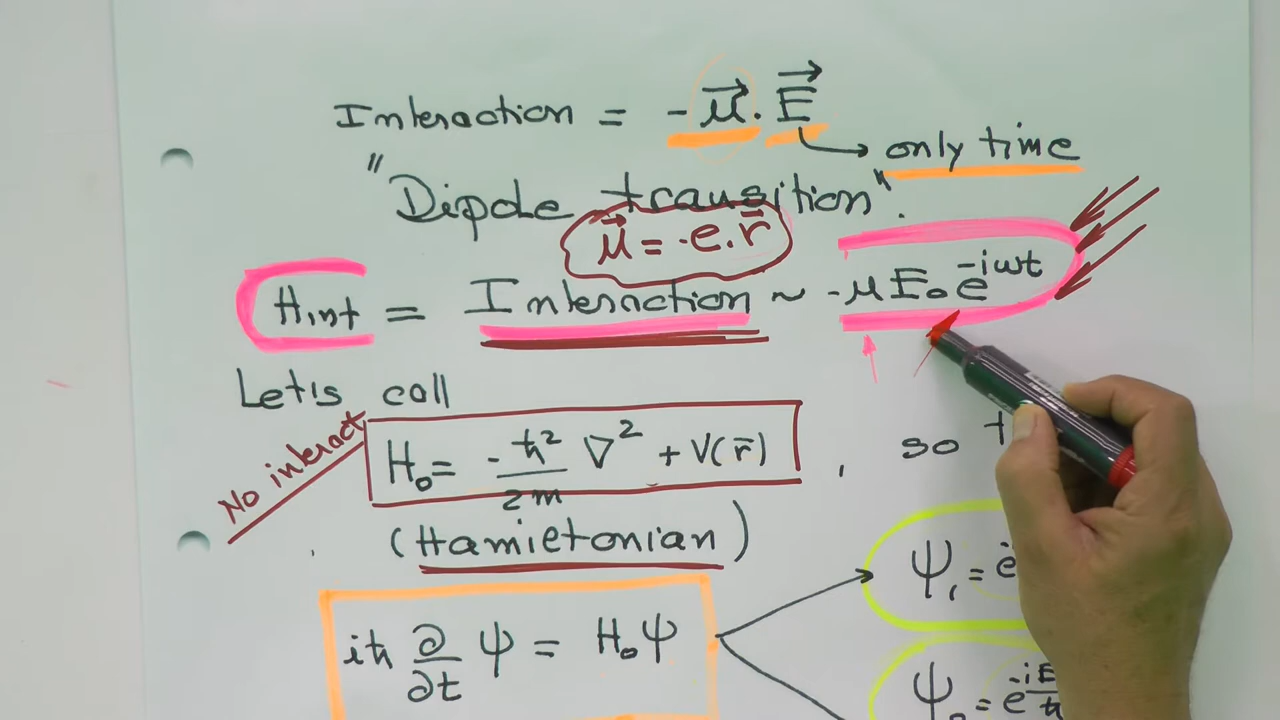 Interaction = -μ⃗ . E⃗
→ only time
"Dipole transition".
μ⃗ = -e.r⃗
Hint = Interaction ~ -μE₀e^-iωt
Let's call
No interact
H₀ = -ħ²/2m ∇² + V(r̄) , so
(Hamietonian)
iħ ∂/∂t ψ = H₀ψ
ψ₁ = e
ψ₂ = e^-iE/ħ